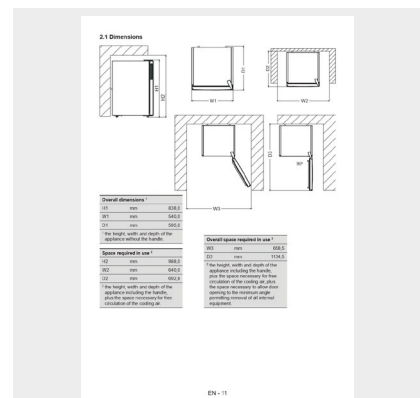 2.1 Dimensions
H1
H2
D1
W1
D2
W2
W3
D3
90°
Overall dimensions ¹
H1 mm 838,0
W1 mm 540,0
D1 mm 595,0
¹ the height, width and depth of the
appliance without the handle.
Space required in use ²
H2 mm 988,0
W2 mm 640,0
D2 mm 692,9
² the height, width and depth of the
appliance including the handle,
plus the space necessary for free
circulation of the cooling air.
Overall space required in use ³
W3 mm
D3 mm 1134,5
³ the height, width and depth of the
appliance including the handle,
plus the space necessary for free
circulation of the cooling air, plus
the space necessary to allow door
opening to the minimum angle
permitting removal of all internal
equipment.
EN - 11